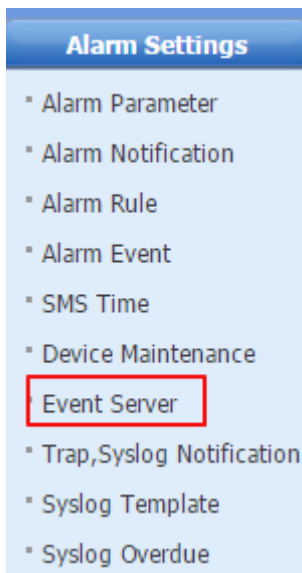 Alarm Settings
Alarm Parameter
Alarm Notification
Alarm Rule
Alarm Event
SMS Time
Device Maintenance
Event Server
Trap,Syslog Notification
Syslog Template
Syslog Overdue